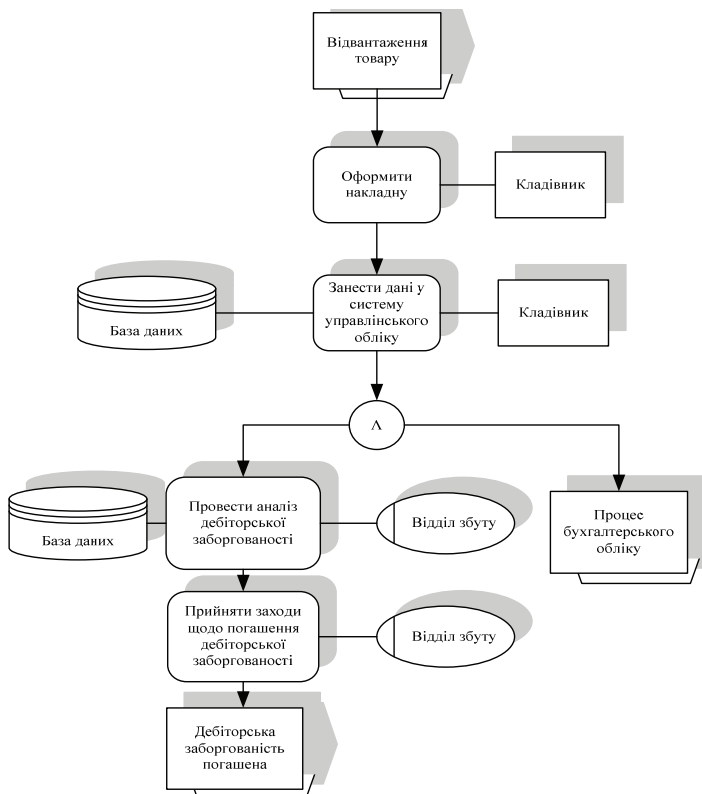 Відвантаження
товару
Оформити
накладну
Кладівник
База даних
Занести дані у
систему
управлінського
обліку
Кладівник
Λ
База даних
Провести аналіз
дебіторської
заборгованості
Відділ збуту
Процес
бухгалтерського
обліку
Прийняти заходи
щодо погашення
дебіторської
заборгованості
Відділ збуту
Дебіторська
заборгованість
погашена